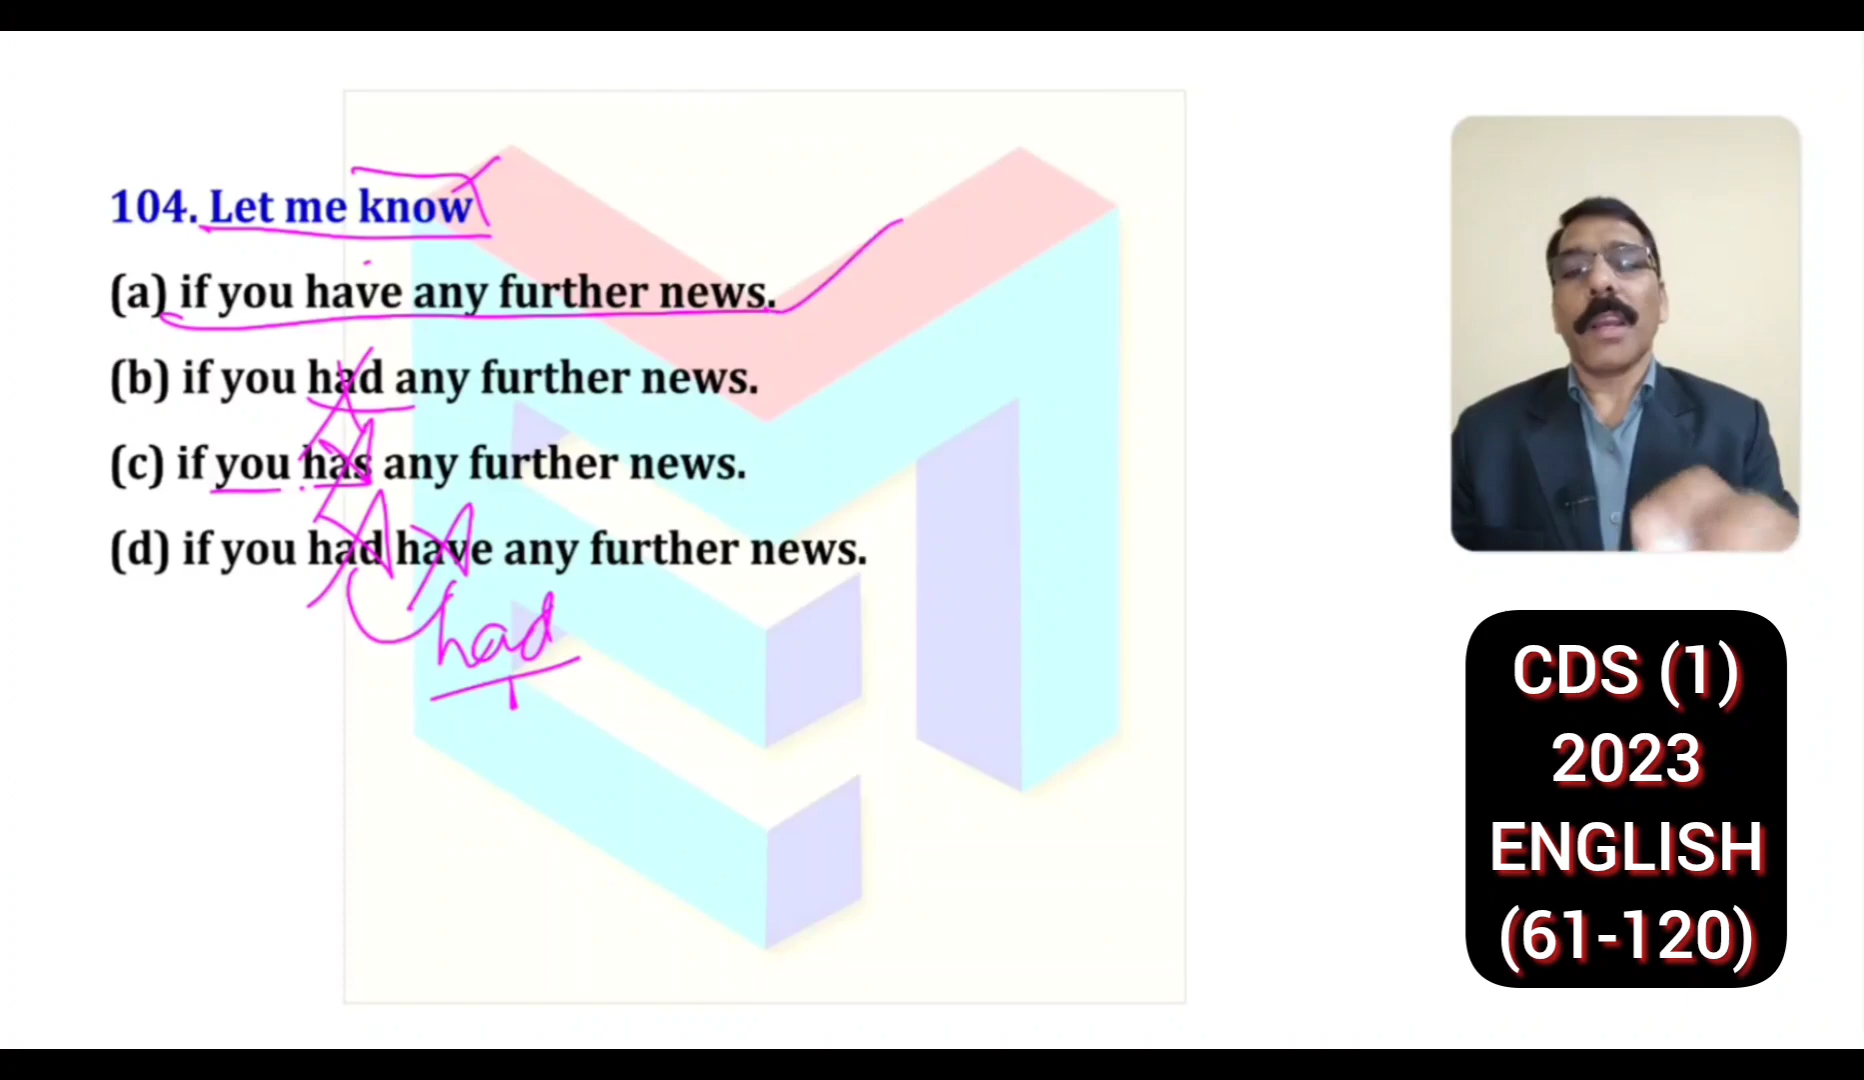 104. Let me know
(a) if you have any further news.
(b) if you had any further news.
(c) if you has any further news.
(d) if you had have any further news.
had
CDS (1)
2023
ENGLISH
(61-120)